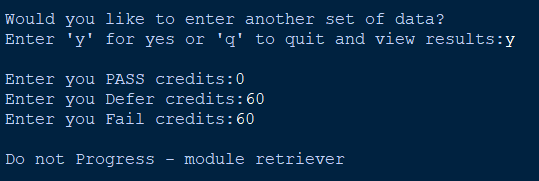 Would you like to enter another set of data?
Enter 'y' for yes or 'q' to quit and view results:y
Enter you PASS credits:0
Enter you Defer credits:60
Enter you Fail credits:60
Do not Progress – module retriever